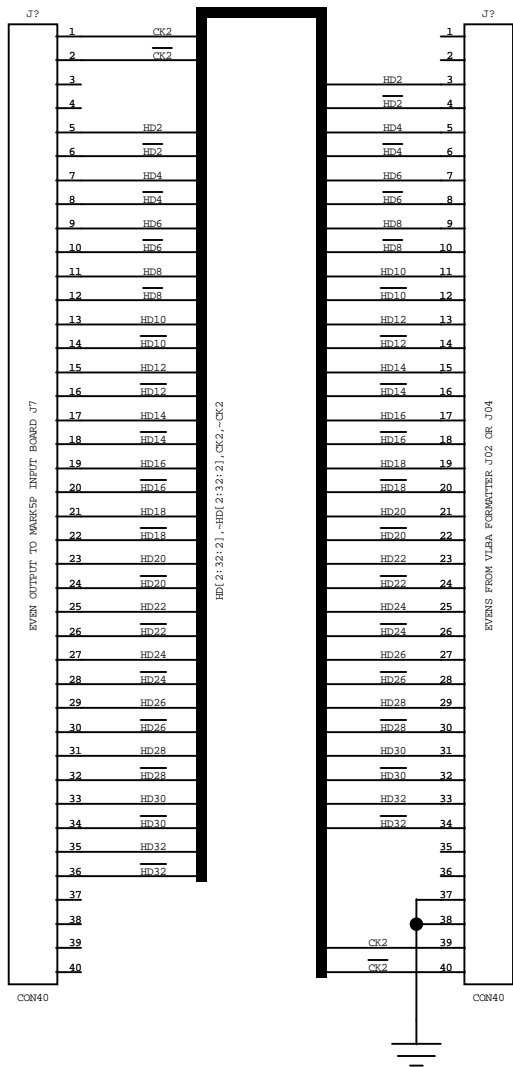 J?
1 CK2
2 CK2
3
4
5 HD2
6 HD2
7 HD4
8 HD4
9 HD6
10 HD6
11 HD8
12 HD8
13 HD10
14 HD10
15 HD12
16 HD12
17 HD14
18 HD14
19 HD16
20 HD16
21 HD18
22 HD18
23 HD20
24 HD20
25 HD22
26 HD22
27 HD24
28 HD24
29 HD26
30 HD26
31 HD28
32 HD28
33 HD30
34 HD30
35 HD32
36 HD32
37
38
39
40
EVEN OUTPUT TO MARK5P INPUT BOARD J7
CON40
HD[2:32:2],~HD[2:32:2],CK2,~CK2
J?
1
2
HD2 3
HD2 4
HD4 5
HD4 6
HD6 7
HD6 8
HD8 9
HD8 10
HD10 11
HD10 12
HD12 13
HD12 14
HD14 15
HD14 16
HD16 17
HD16 18
HD18 19
HD18 20
HD20 21
HD20 22
HD22 23
HD22 24
HD24 25
HD24 26
HD26 27
HD26 28
HD28 29
HD28 30
HD30 31
HD30 32
HD32 33
HD32 34
35
36
37
38
CK2 39
CK2 40
EVENS FROM VLBA FORMATTER J02 OR J04
CON40